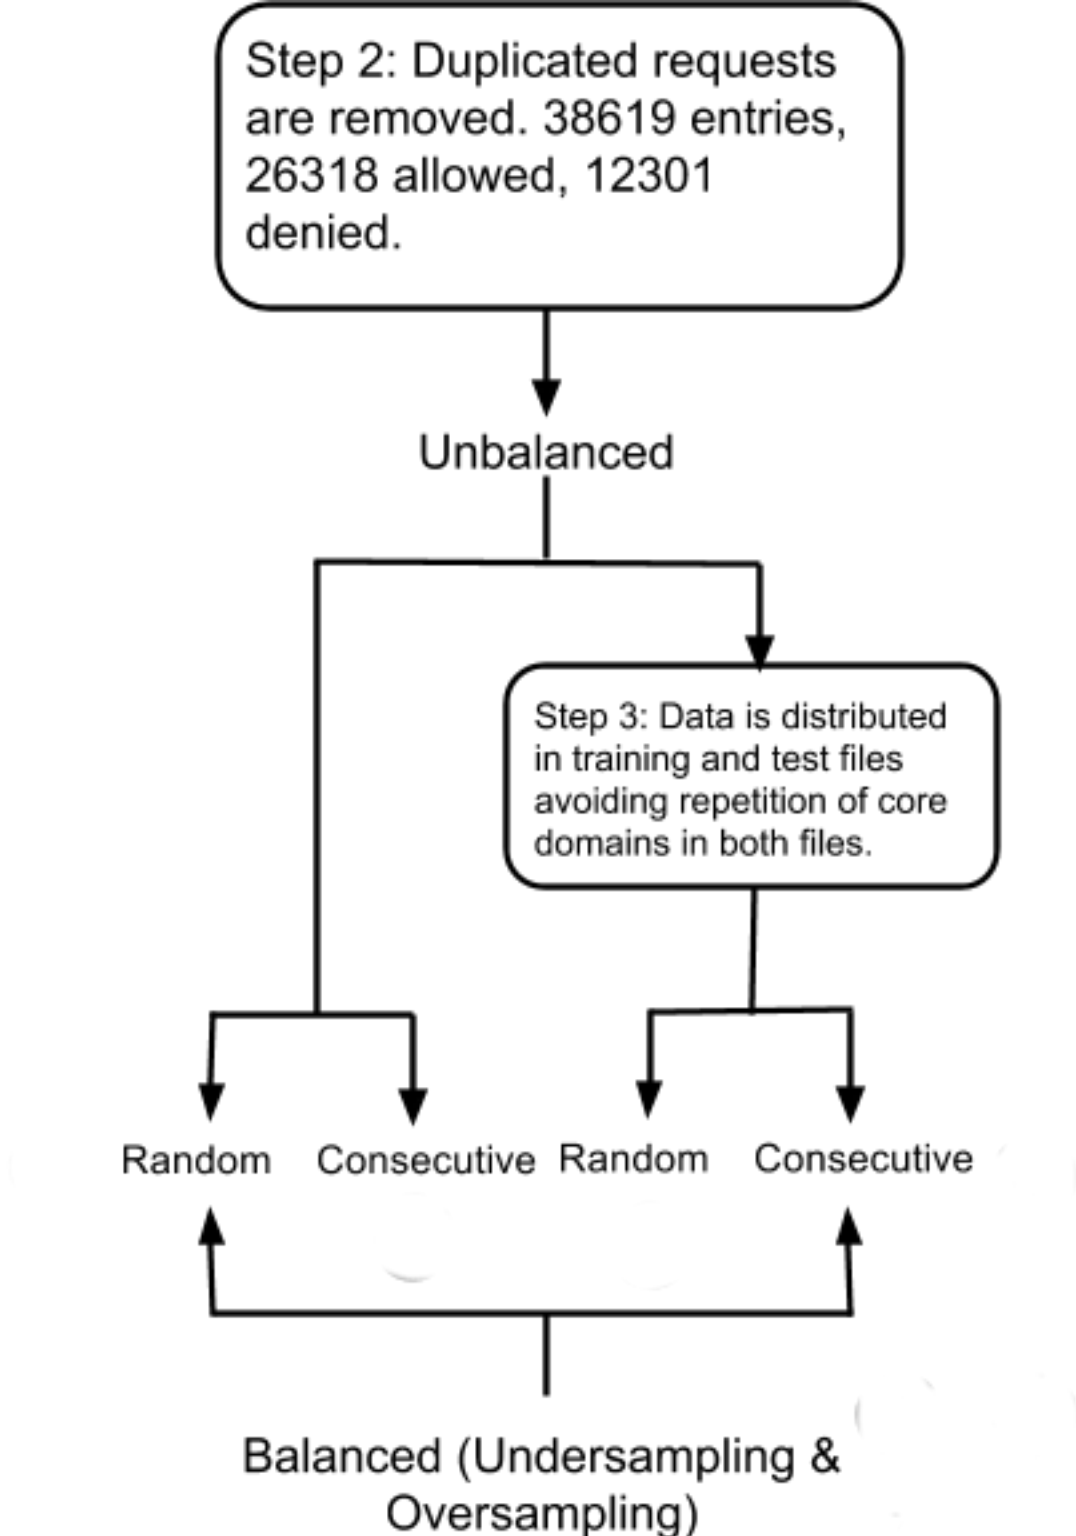 Step 2: Duplicated requests
are removed. 38619 entries,
26318 allowed, 12301
denied.
Unbalanced
Step 3: Data is distributed
in training and test files
avoiding repetition of core
domains in both files.
Random Consecutive Random Consecutive
Balanced (Undersampling &
Oversampling)